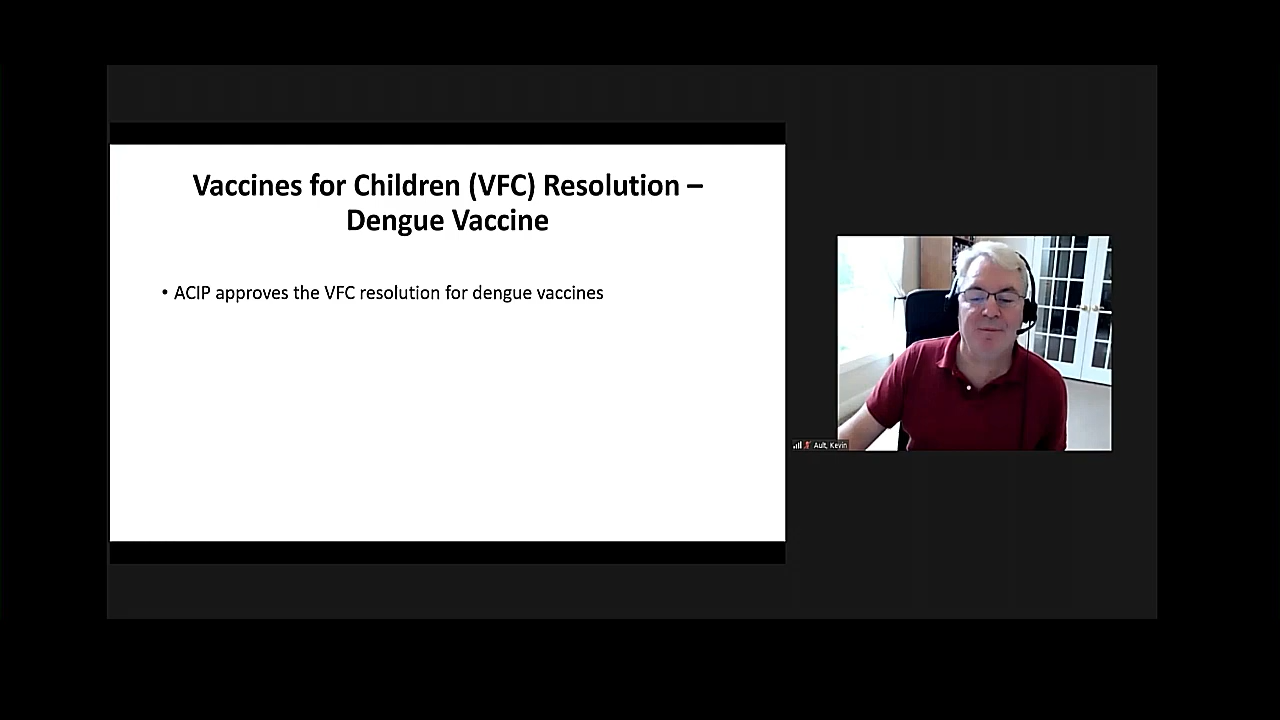 Vaccines for Children (VFC) Resolution –
Dengue Vaccine
• ACIP approves the VFC resolution for dengue vaccines
Ault, Kevin